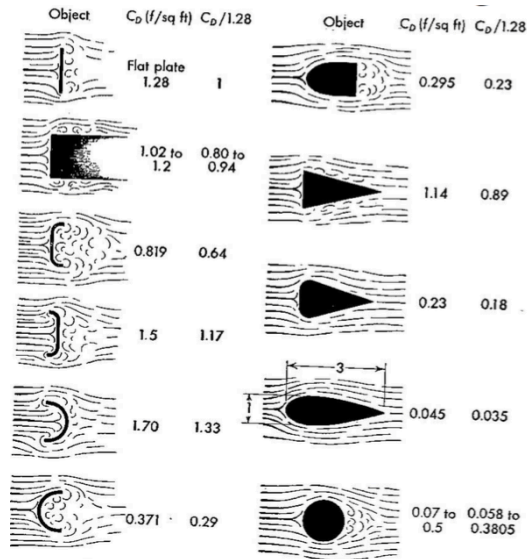 Object C_D (f/sq ft) C_D/1.28
Flat plate
1.28 1
1.02 to 0.80 to
1.2 0.94
0.819 0.64
1.5 1.17
1.70 1.33
0.371 0.29
Object C_D (f/sq ft) C_D/1.28
0.295 0.23
1.14 0.89
0.23 0.18
3
1
0.045 0.035
0.07 to 0.058 to
0.5 0.3805